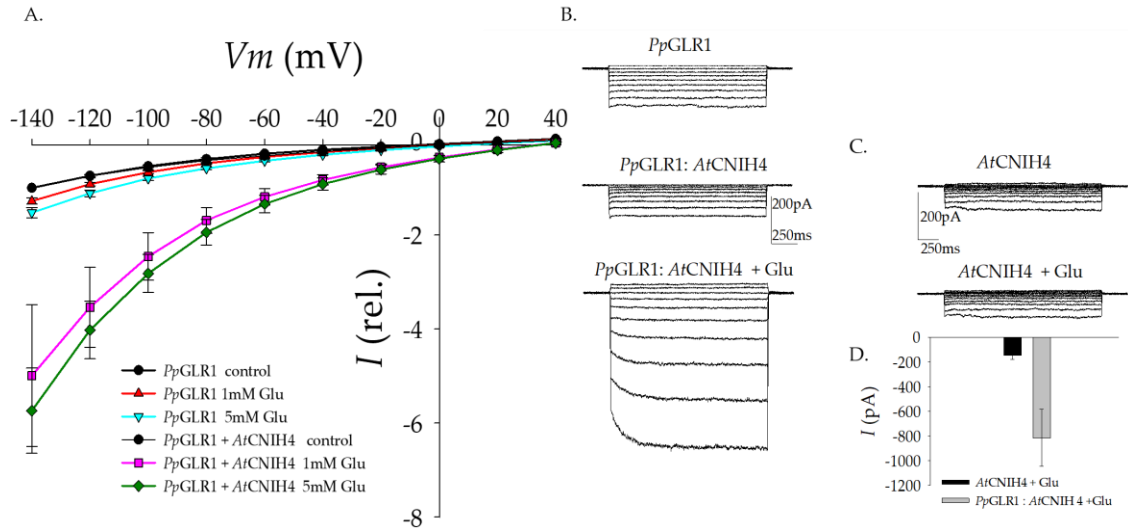 A.
Vm (mV)
-140 -120 -100 -80 -60 -40 -20 0 20 40
0
-2
-4
-6
-8
I (rel.)
PpGLR1 control
PpGLR1 1mM Glu
PpGLR1 5mM Glu
PpGLR1 + AtCNIH4 control
PpGLR1 + AtCNIH4 1mM Glu
PpGLR1 + AtCNIH4 5mM Glu
B.
PpGLR1
PpGLR1: AtCNIH4
200pA
250ms
PpGLR1: AtCNIH4 + Glu
C.
AtCNIH4
200pA
250ms
AtCNIH4 + Glu
D.
0
-200
-400
-600
-800
-1000
-1200
I (pA)
AtCNIH4 + Glu
PpGLR1 : AtCNIH 4 +Glu